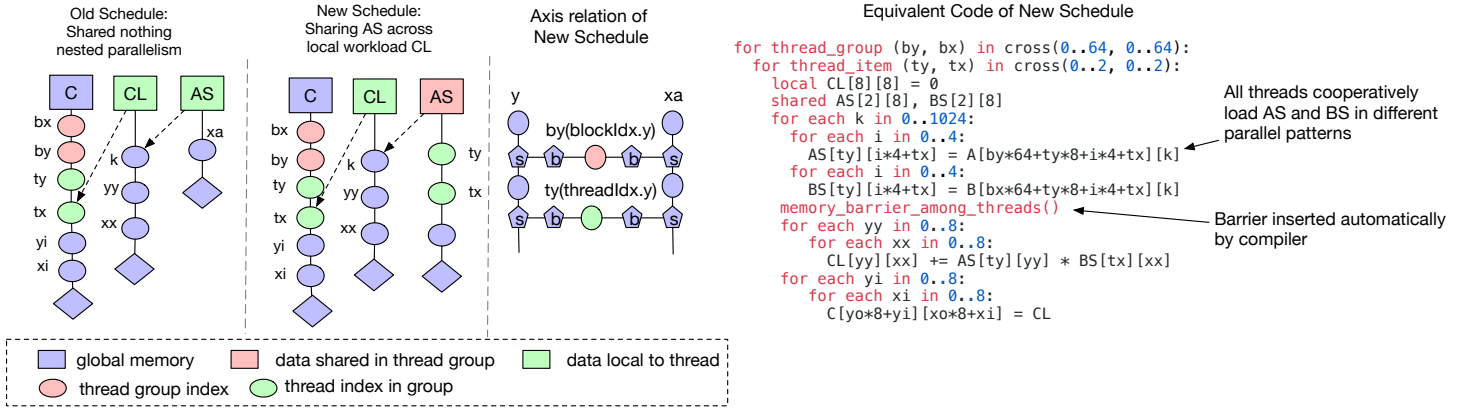 Old Schedule:
Shared nothing
nested parallelism
C
CL
AS
bx
by
ty
tx
yi
xi
k
yy
xx
xa
New Schedule:
Sharing AS across
local workload CL
C
CL
AS
bx
by
ty
tx
yi
xi
k
yy
xx
ty
tx
Axis relation of
New Schedule
y
xa
by(blockIdx.y)
s
b
b
s
ty(threadIdx.y)
s
b
b
s
Equivalent Code of New Schedule
for thread_group (by, bx) in cross(0..64, 0..64):
for thread_item (ty, tx) in cross(0..2, 0..2):
local CL[8][8] = 0
shared AS[2][8], BS[2][8]
for each k in 0..1024:
for each i in 0..4:
AS[ty][i*4+tx] = A[by*64+ty*8+i*4+tx][k]
for each i in 0..4:
BS[ty][i*4+tx] = B[bx*64+ty*8+i*4+tx][k]
memory_barrier_among_threads()
for each yy in 0..8:
for each xx in 0..8:
CL[yy][xx] += AS[ty][yy] * BS[tx][xx]
for each yi in 0..8:
for each xi in 0..8:
C[yo*8+yi][xo*8+xi] = CL
All threads cooperatively
load AS and BS in different
parallel patterns
Barrier inserted automatically
by compiler
global memory
data shared in thread group
data local to thread
thread group index
thread index in group